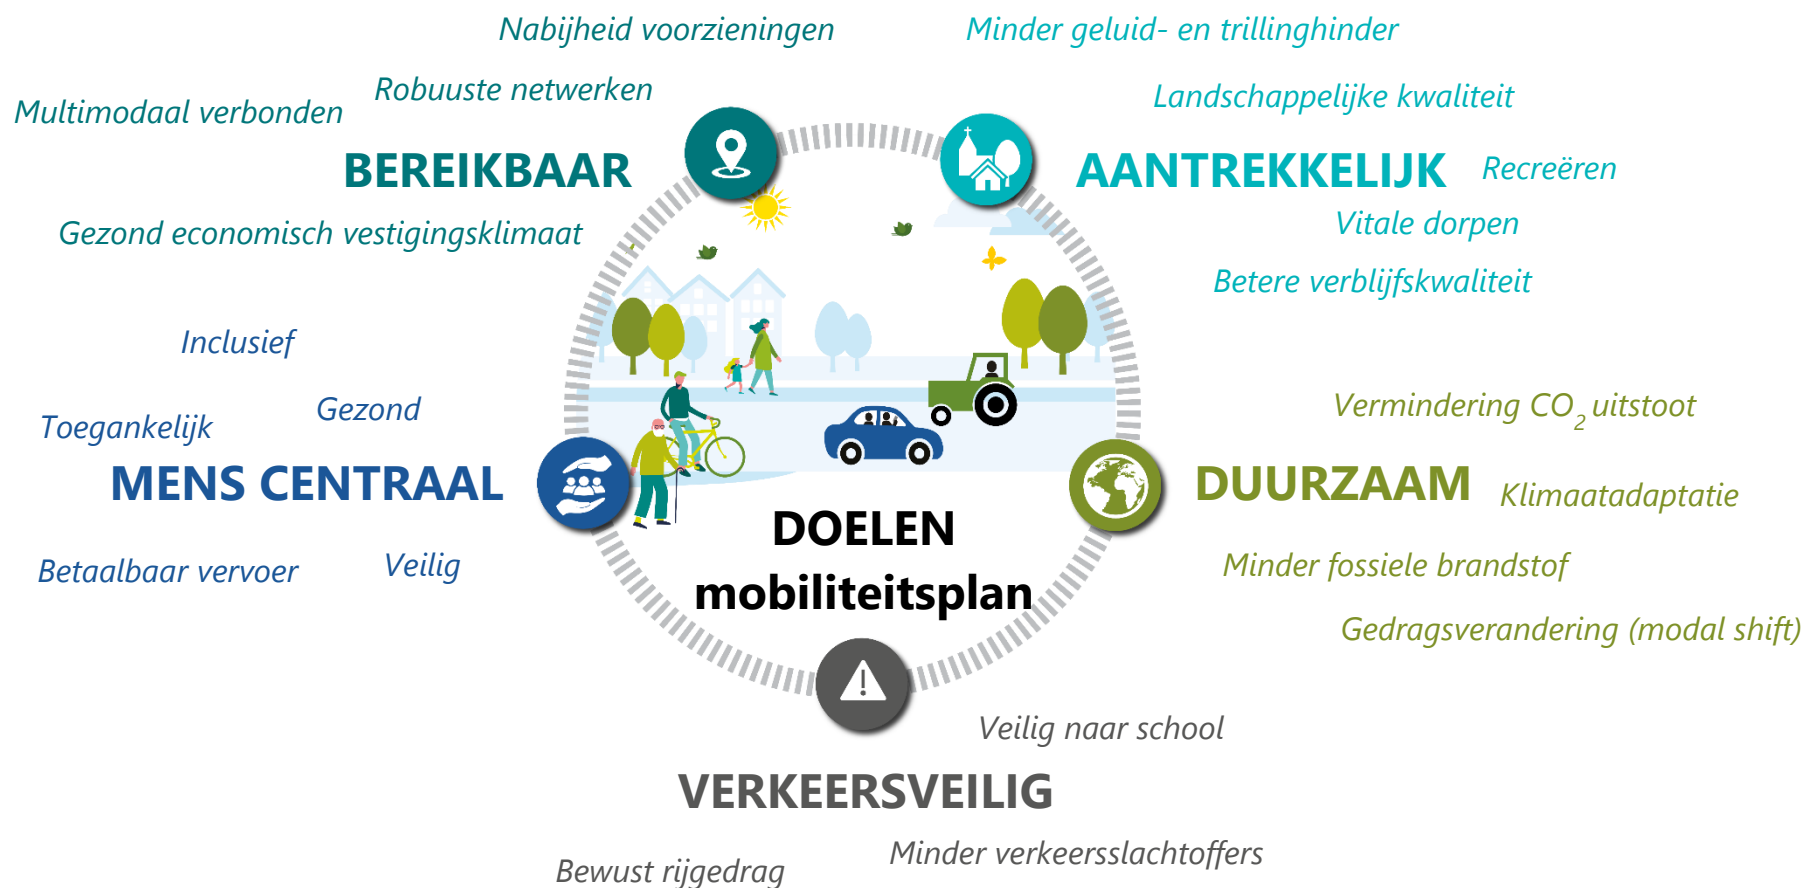 Nabijheid voorzieningen
Robuuste netwerken
Multimodaal verbonden
BEREIKBAAR
Gezond economisch vestigingsklimaat
Minder geluid- en trillinghinder
Landschappelijke kwaliteit
AANTREKKELIJK
Recreëren
Vitale dorpen
Betere verblijfskwaliteit
Inclusief
Gezond
Toegankelijk
MENS CENTRAAL
Betaalbaar vervoer
Veilig
DOELEN
mobiliteitsplan
Vermindering CO₂ uitstoot
DUURZAAM
Klimaatadaptatie
Minder fossiele brandstof
Gedragsverandering (modal shift)
Veilig naar school
VERKEERSVEILIG
Minder verkeersslachtoffers
Bewust rijgedrag